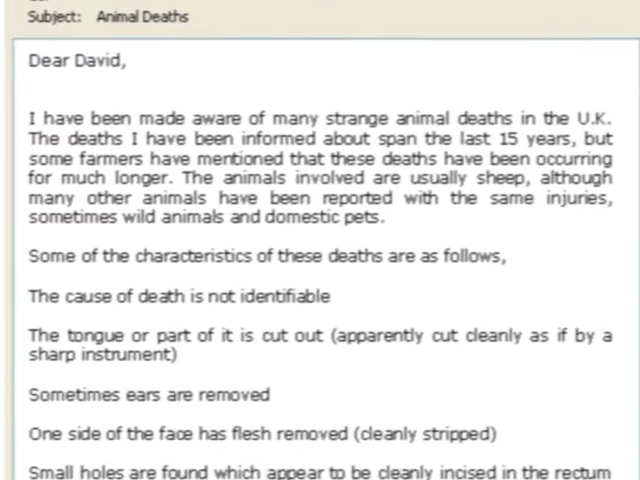 Subject: Animal Deaths
Dear David,
I have been made aware of many strange animal deaths in the U.K.
The deaths I have been informed about span the last 15 years, but
some farmers have mentioned that these deaths have been occurring
for much longer. The animals involved are usually sheep, although
many other animals have been reported with the same injuries,
sometimes wild animals and domestic pets.
Some of the characteristics of these deaths are as follows,
The cause of death is not identifiable
The tongue or part of it is cut out (apparently cut cleanly as if by a
sharp instrument)
Sometimes ears are removed
One side of the face has flesh removed (cleanly stripped)
Small holes are found which appear to be cleanly incised in the rectum